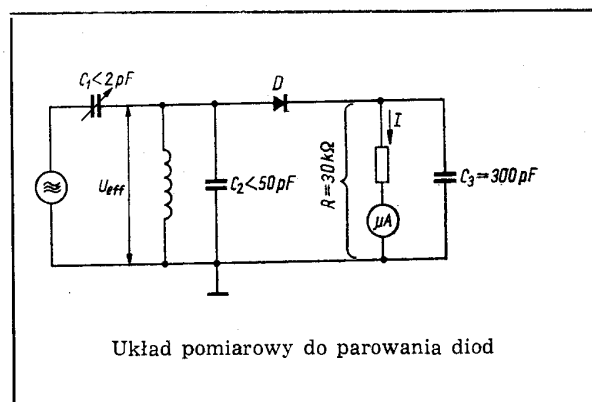 C₁<2pF
D
I
U_eff
C₂<50pF
R=30kΩ
μA
C₃=300pF
Układ pomiarowy do parowania diod